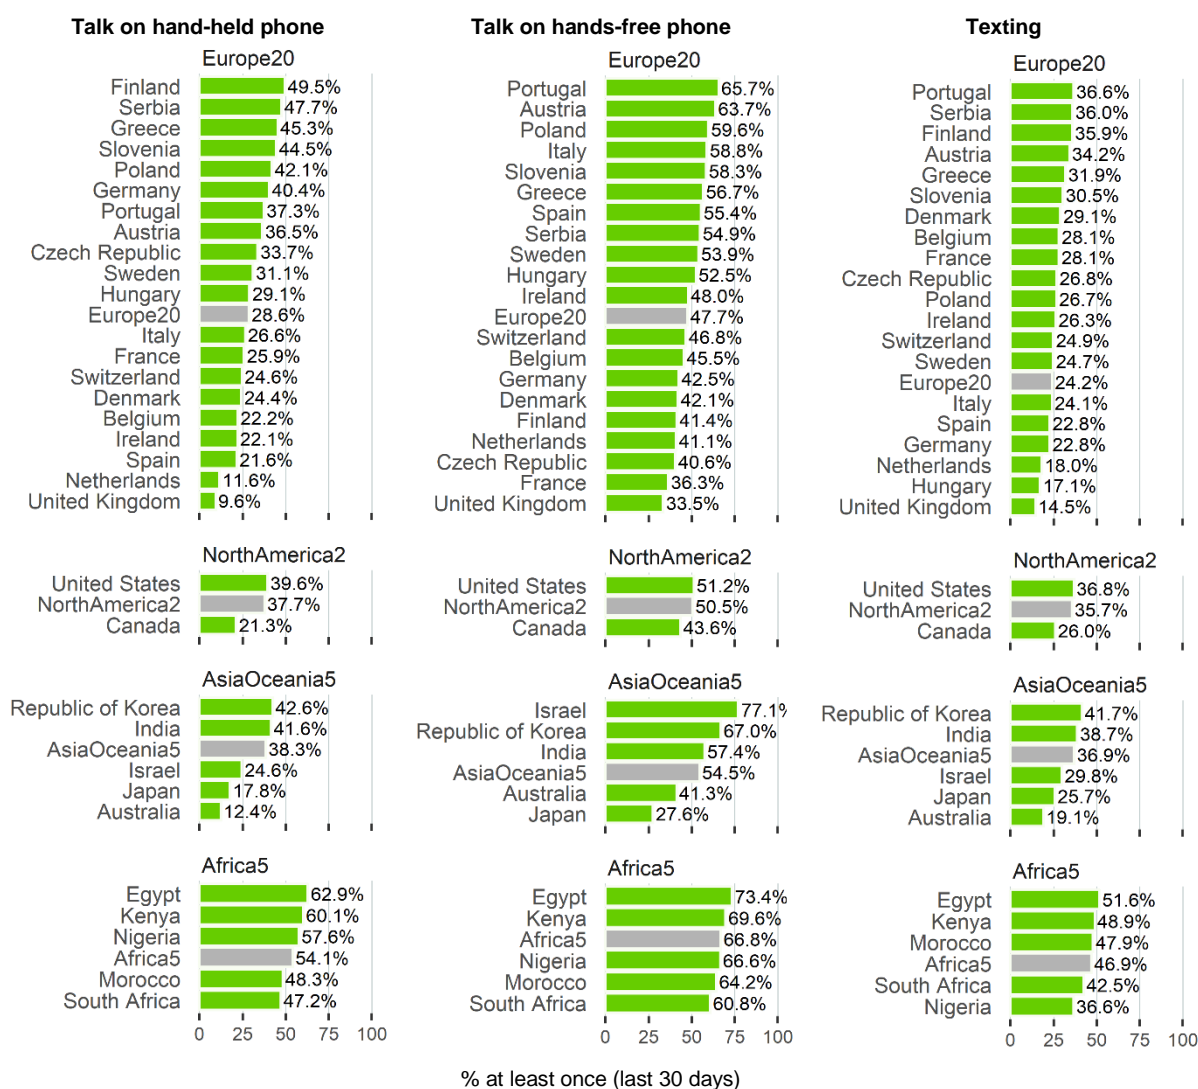 Talk on hand-held phone
Europe20
Finland 49.5%
Serbia 47.7%
Greece 45.3%
Slovenia 44.5%
Poland 42.1%
Germany 40.4%
Portugal 37.3%
Austria 36.5%
Czech Republic 33.7%
Sweden 31.1%
Hungary 29.1%
Europe20 28.6%
Italy 26.6%
France 25.9%
Switzerland 24.6%
Denmark 24.4%
Belgium 22.2%
Ireland 22.1%
Spain 21.6%
Netherlands 11.6%
United Kingdom 9.6%
NorthAmerica2
United States 39.6%
NorthAmerica2 37.7%
Canada 21.3%
AsiaOceania5
Republic of Korea 42.6%
India 41.6%
AsiaOceania5 38.3%
Israel 24.6%
Japan 17.8%
Australia 12.4%
Africa5
Egypt 62.9%
Kenya 60.1%
Nigeria 57.6%
Africa5 54.1%
Morocco 48.3%
South Africa 47.2%
0 25 50 75 100
Talk on hands-free phone
Europe20
Portugal 65.7%
Austria 63.7%
Poland 59.6%
Italy 58.8%
Slovenia 58.3%
Greece 56.7%
Spain 55.4%
Serbia 54.9%
Sweden 53.9%
Hungary 52.5%
Ireland 48.0%
Europe20 47.7%
Switzerland 46.8%
Belgium 45.5%
Germany 42.5%
Denmark 42.1%
Finland 41.4%
Netherlands 41.1%
Czech Republic 40.6%
France 36.3%
United Kingdom 33.5%
NorthAmerica2
United States 51.2%
NorthAmerica2 50.5%
Canada 43.6%
AsiaOceania5
Israel 77.1%
Republic of Korea 67.0%
India 57.4%
AsiaOceania5 54.5%
Australia 41.3%
Japan 27.6%
Africa5
Egypt 73.4%
Kenya 69.6%
Africa5 66.8%
Nigeria 66.6%
Morocco 64.2%
South Africa 60.8%
0 25 50 75 100
Texting
Europe20
Portugal 36.6%
Serbia 36.0%
Finland 35.9%
Austria 34.2%
Greece 31.9%
Slovenia 30.5%
Denmark 29.1%
Belgium 28.1%
France 28.1%
Czech Republic 26.8%
Poland 26.7%
Ireland 26.3%
Switzerland 24.9%
Sweden 24.7%
Europe20 24.2%
Italy 24.1%
Spain 22.8%
Germany 22.8%
Netherlands 18.0%
Hungary 17.1%
United Kingdom 14.5%
NorthAmerica2
United States 36.8%
NorthAmerica2 35.7%
Canada 26.0%
AsiaOceania5
Republic of Korea 41.7%
India 38.7%
AsiaOceania5 36.9%
Israel 29.8%
Japan 25.7%
Australia 19.1%
Africa5
Egypt 51.6%
Kenya 48.9%
Morocco 47.9%
Africa5 46.9%
South Africa 42.5%
Nigeria 36.6%
0 25 50 75 100
% at least once (last 30 days)